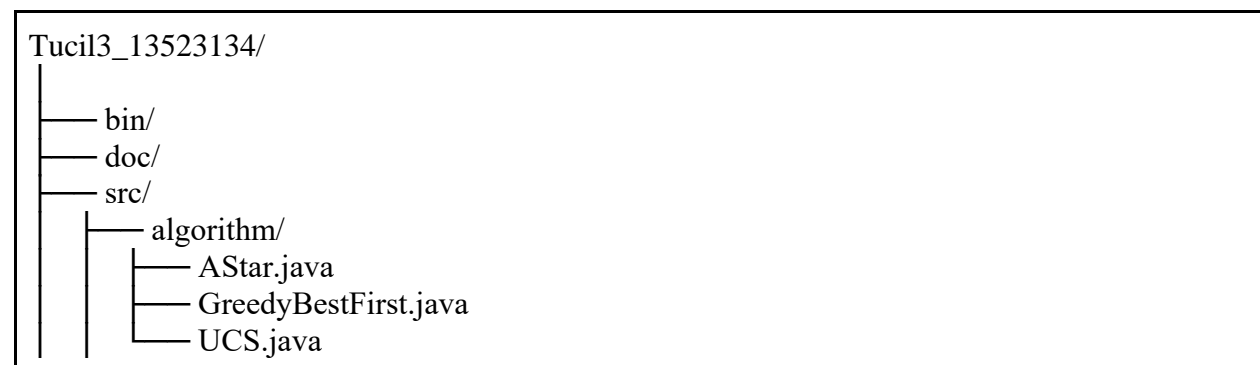 Tucil3_13523134/
bin/
doc/
src/
algorithm/
AStar.java
GreedyBestFirst.java
UCS.java